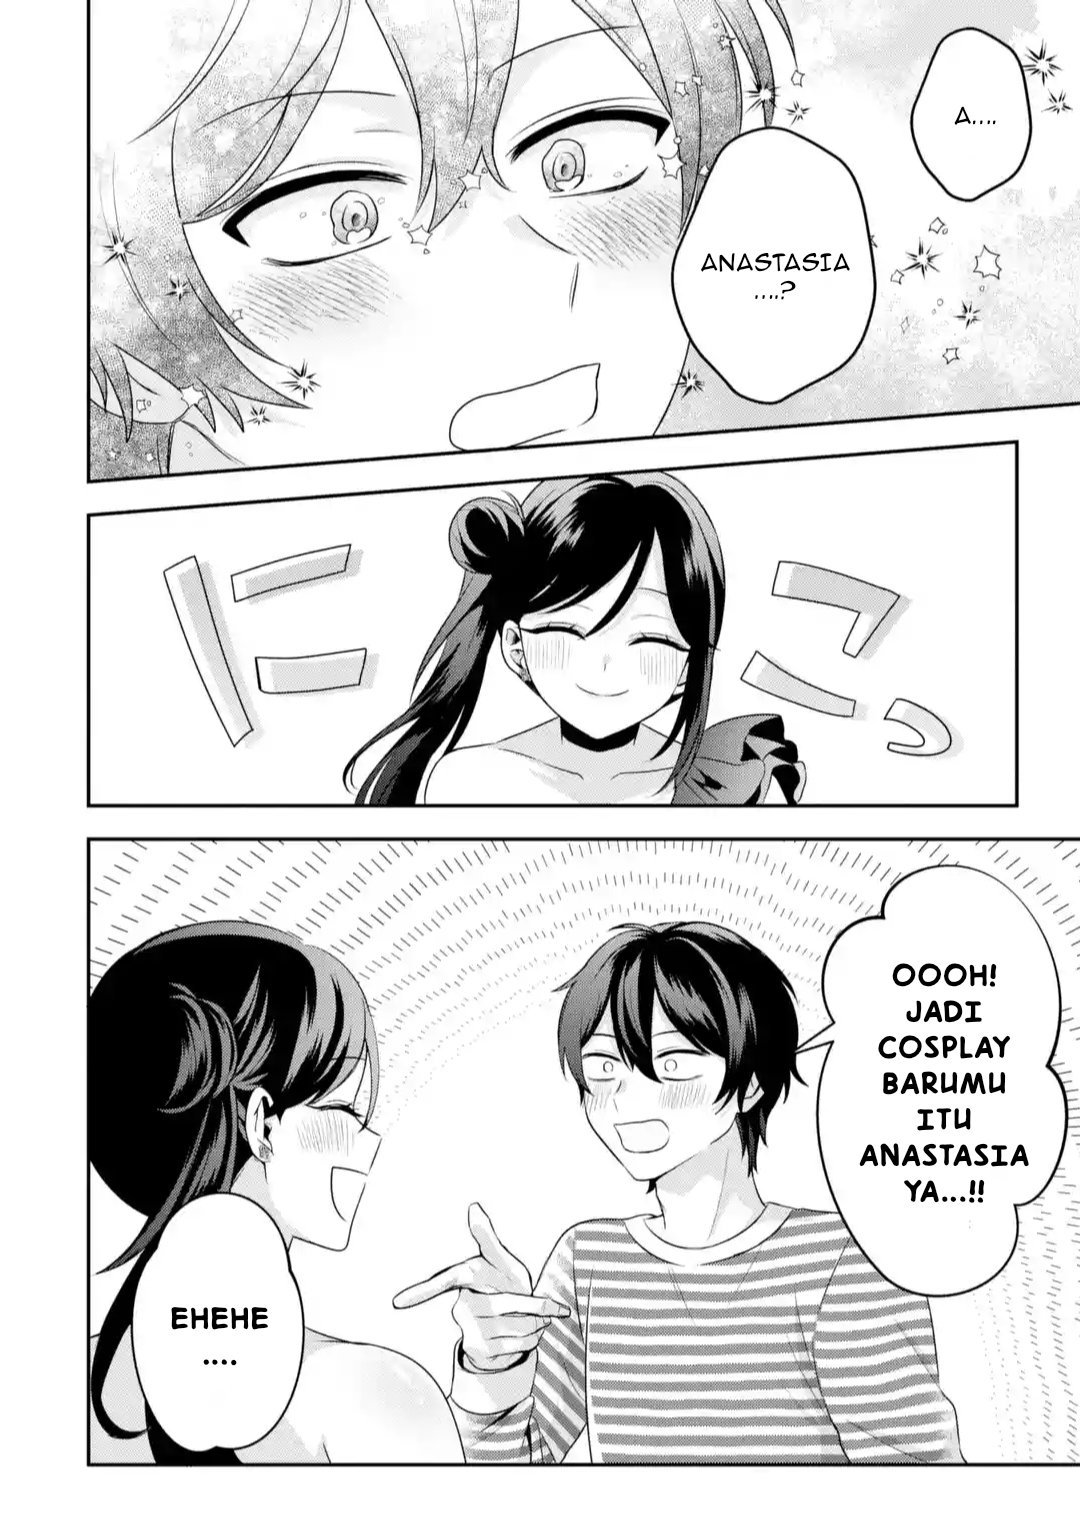 A....
ANASTASIA
....?
にこっ
OOOH!
JADI
COSPLAY
BARUMU
ITU
ANASTASIA
YA...!!
EHEHE
....